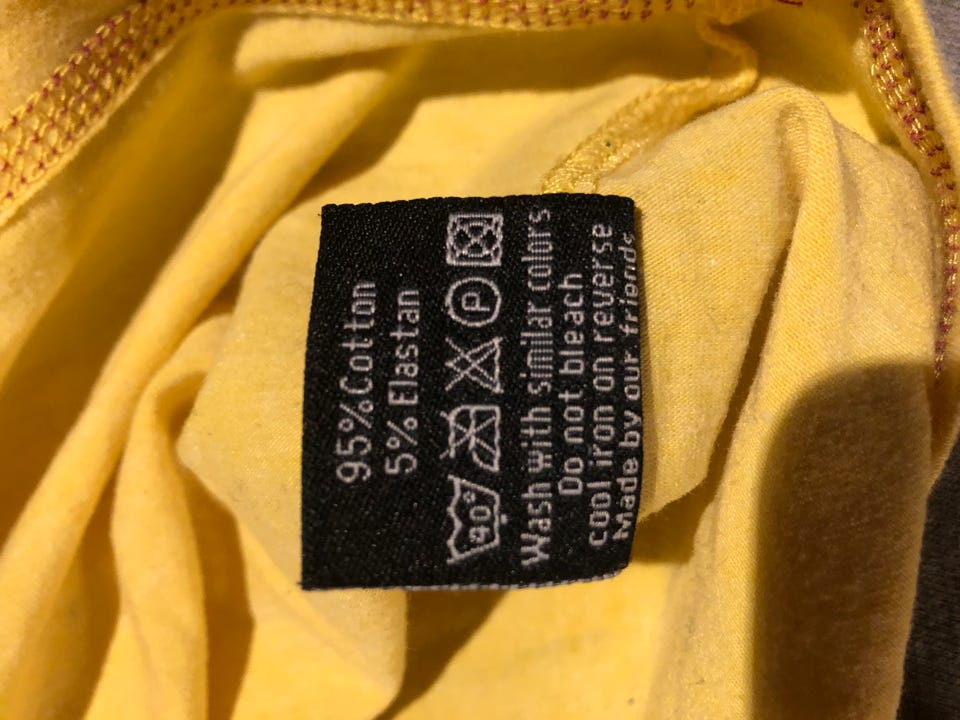 95%Cotton
5% Elastan
40°
P
Wash with similar colors
Do not bleach
cool iron on reverse
Made by our friends